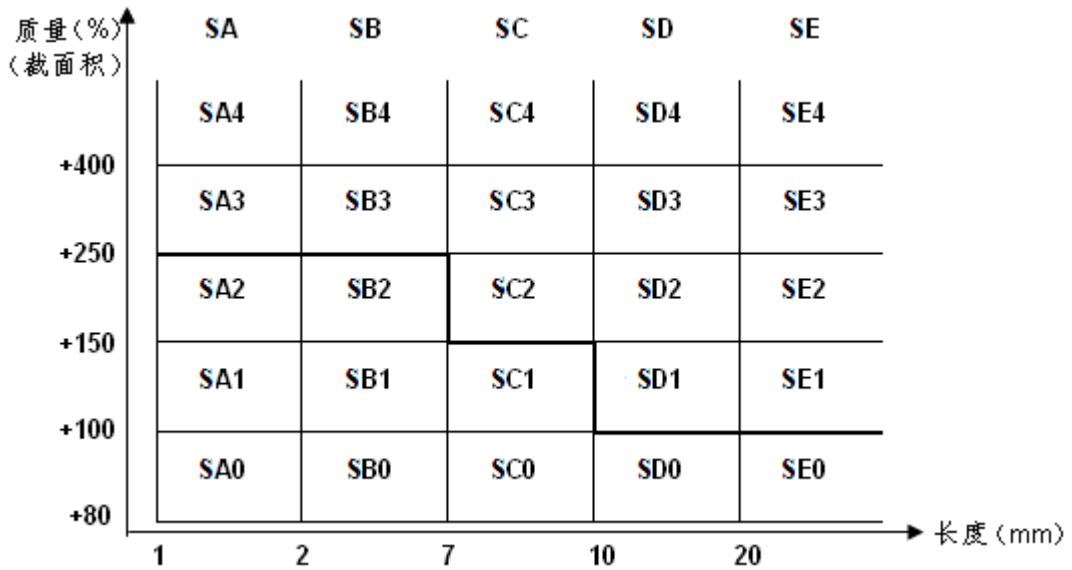 质量(%) SA SB SC SD SE
(截面积)
SA4 SB4 SC4 SD4 SE4
+400
SA3 SB3 SC3 SD3 SE3
+250
SA2 SB2 SC2 SD2 SE2
+150
SA1 SB1 SC1 SD1 SE1
+100
SA0 SB0 SC0 SD0 SE0
+80
长度(mm)
1 2 7 10 20